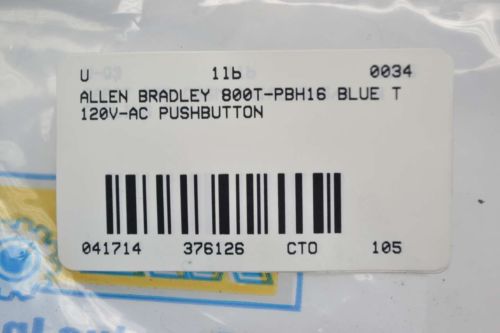 U 1lb 0034
ALLEN BRADLEY 800T-PBH16 BLUE T
120V-AC PUSHBUTTON
041714 376126 CTO 105